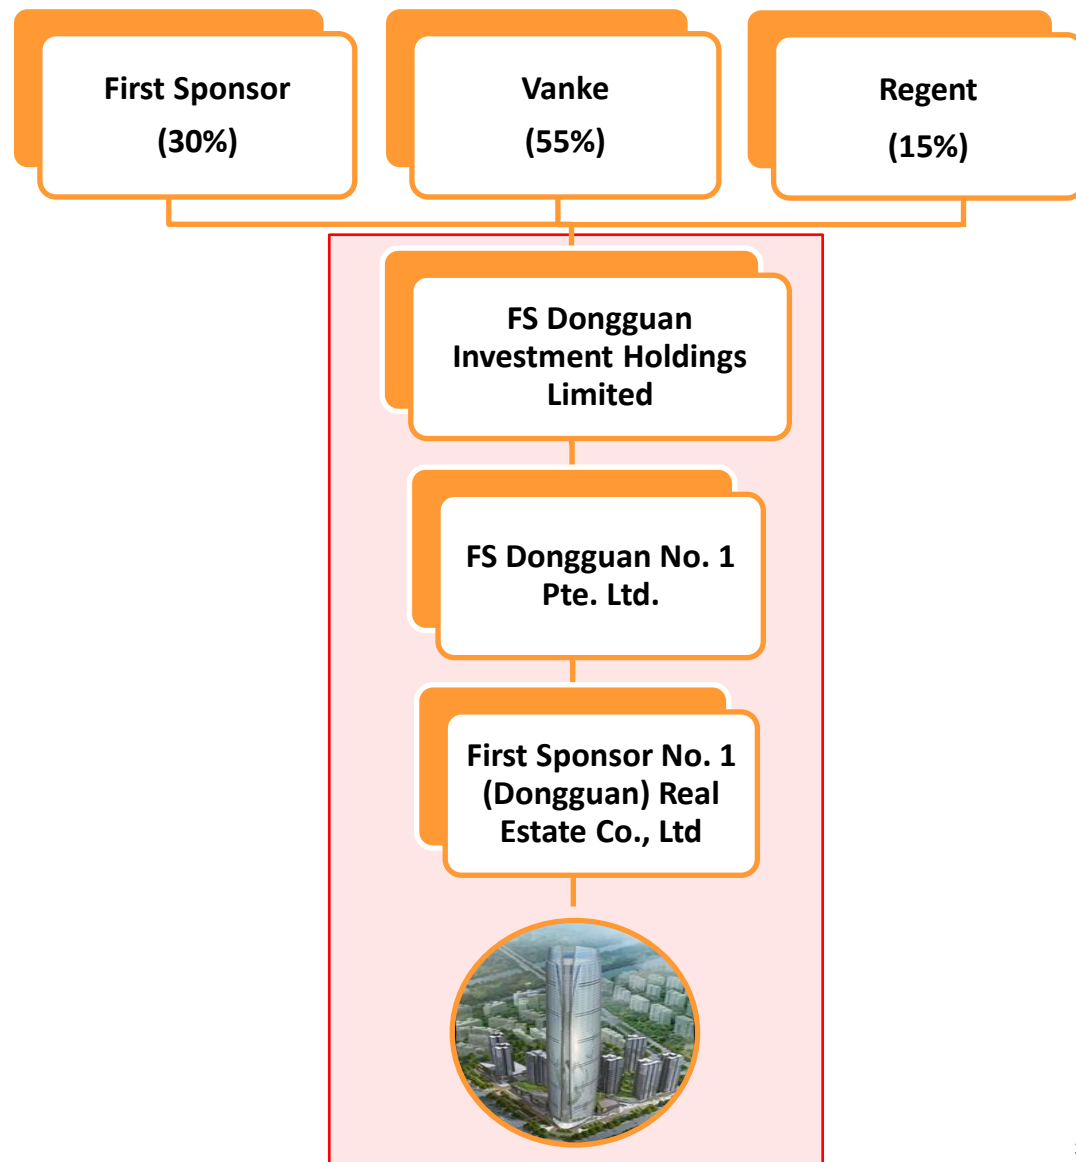 First Sponsor
(30%)
Vanke
(55%)
Regent
(15%)
FS Dongguan
Investment Holdings
Limited
FS Dongguan No. 1
Pte. Ltd.
First Sponsor No. 1
(Dongguan) Real
Estate Co., Ltd